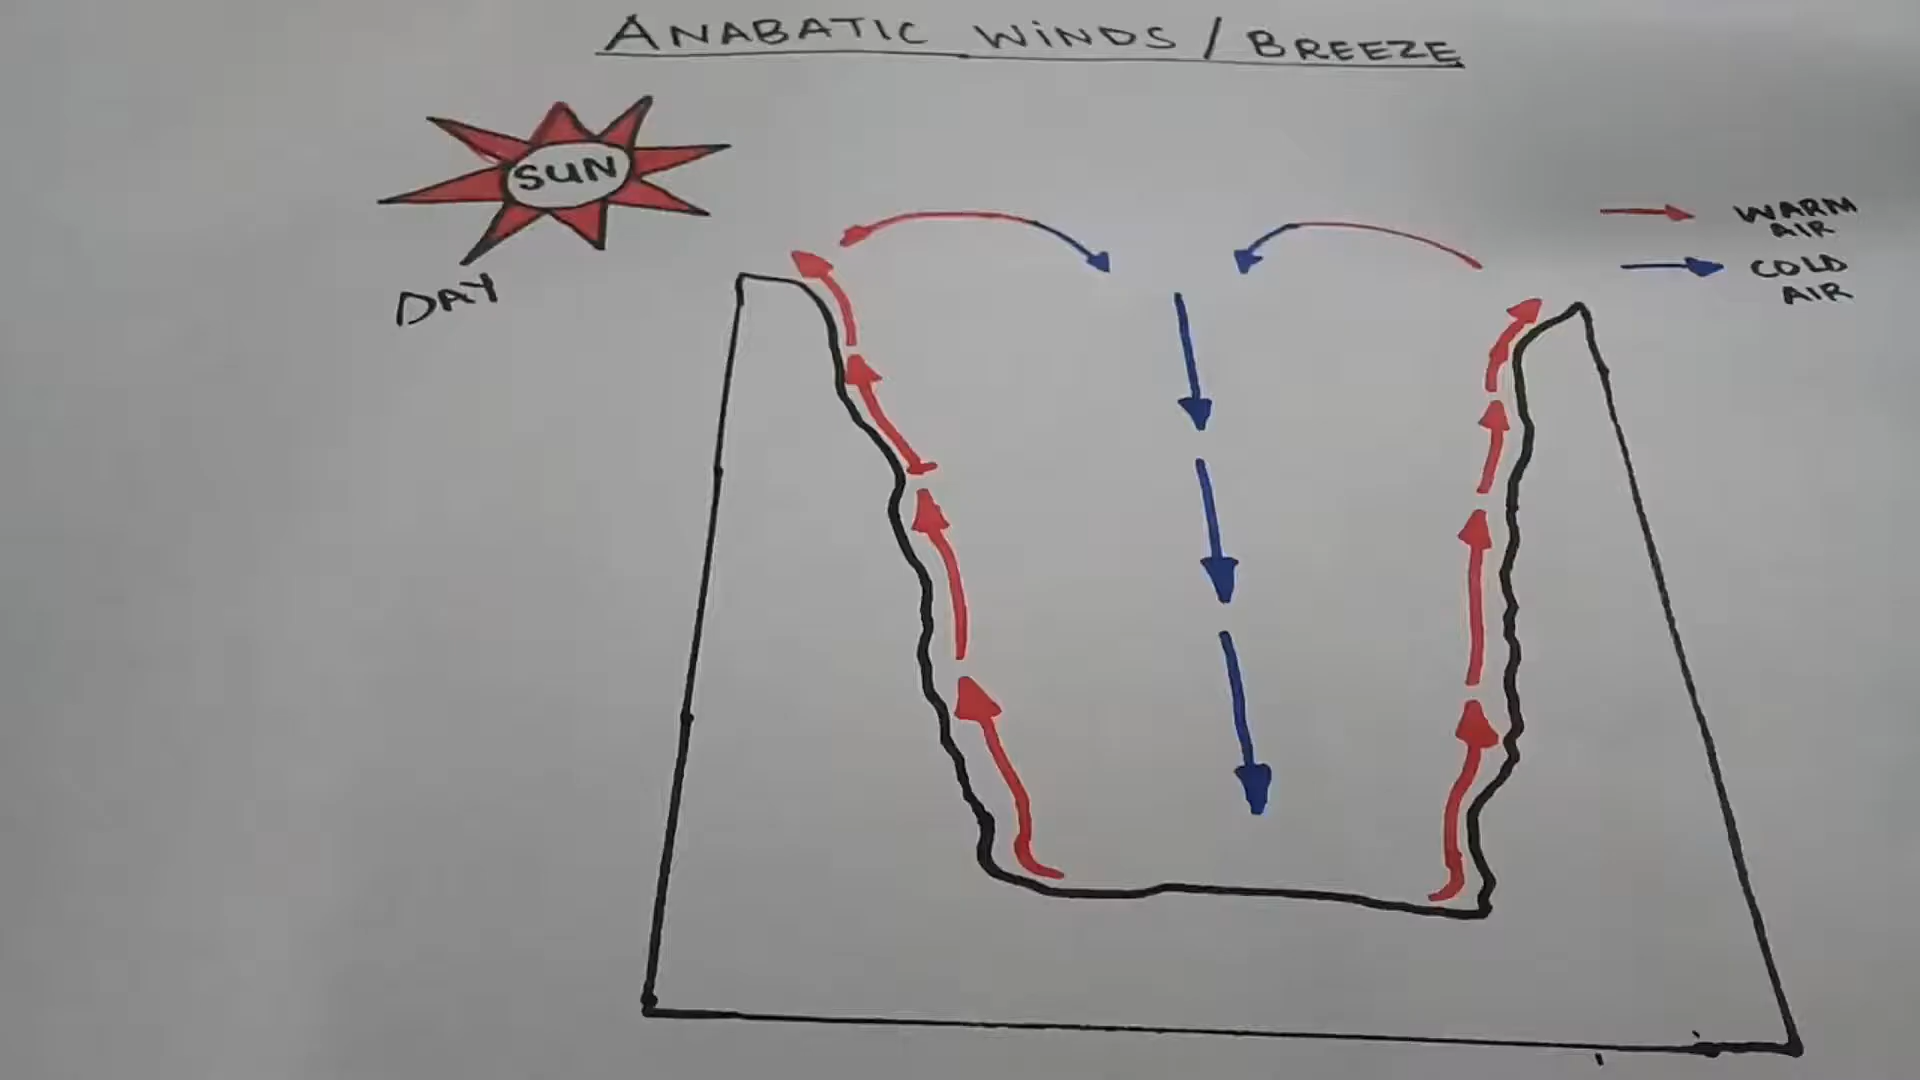 ANABATIC WINDS / BREEZE
SUN
DAY
WARM
AIR
COLD
AIR